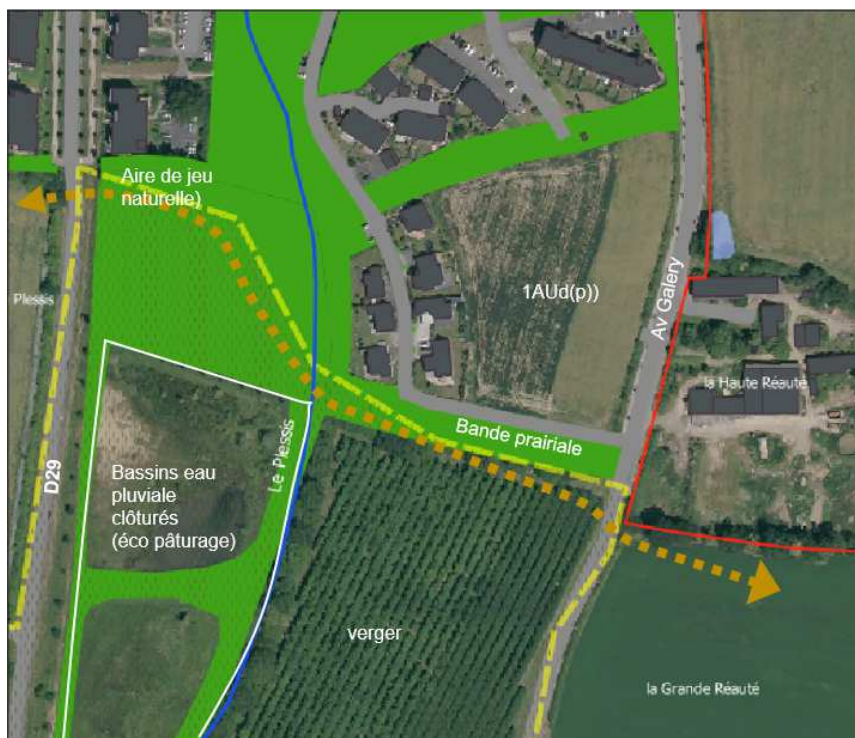 Aire de jeu
naturelle)
Plessis
1AUd(p))
Av Galery
la Haute Réauté
Bande prairiale
Le Plessis
D29
Bassins eau
pluviale
clôturés
(éco pâturage)
verger
la Grande Réauté